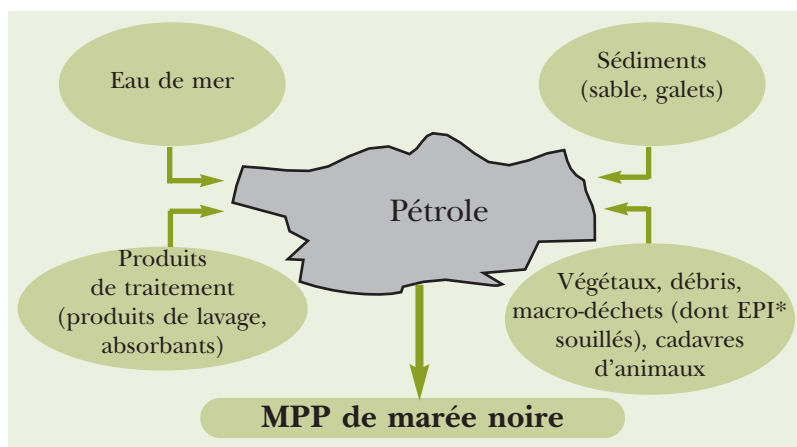 Eau de mer
Sédiments
(sable, galets)
Pétrole
Produits
de traitement
(produits de lavage,
absorbants)
Végétaux, débris,
macro-déchets (dont EPI*
souillés), cadavres
d’animaux
MPP de marée noire